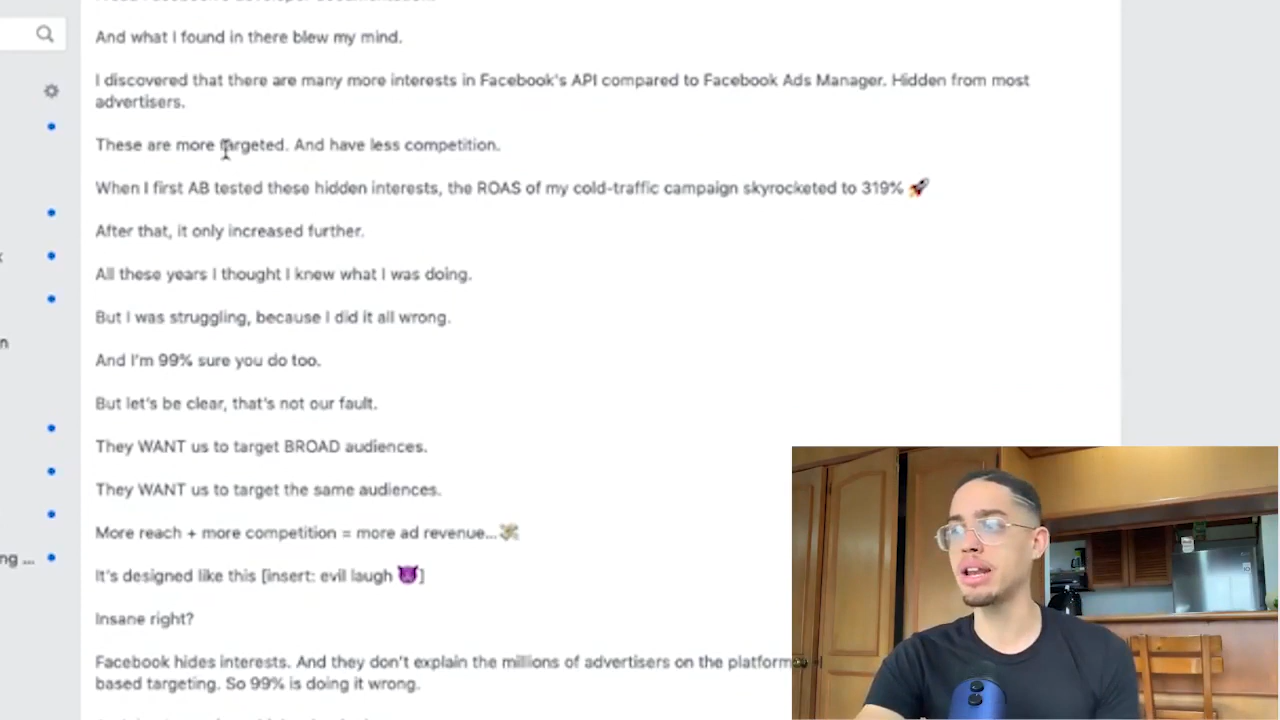 And what I found in there blew my mind.
I discovered that there are many more interests in Facebook's API compared to Facebook Ads Manager. Hidden from most
advertisers.
These are more targeted. And have less competition.
When I first AB tested these hidden interests, the ROAS of my cold-traffic campaign skyrocketed to 319% 🚀
After that, it only increased further.
All these years I thought I knew what I was doing.
But I was struggling, because I did it all wrong.
And I'm 99% sure you do too.
But let's be clear, that's not our fault.
They WANT us to target BROAD audiences.
They WANT us to target the same audiences.
More reach + more competition = more ad revenue...💸
It's designed like this [insert: evil laugh 😈]
Insane right?
ng ...
Facebook hides interests. And they don't explain the millions of advertisers on the platform
based targeting. So 99% is doing it wrong.